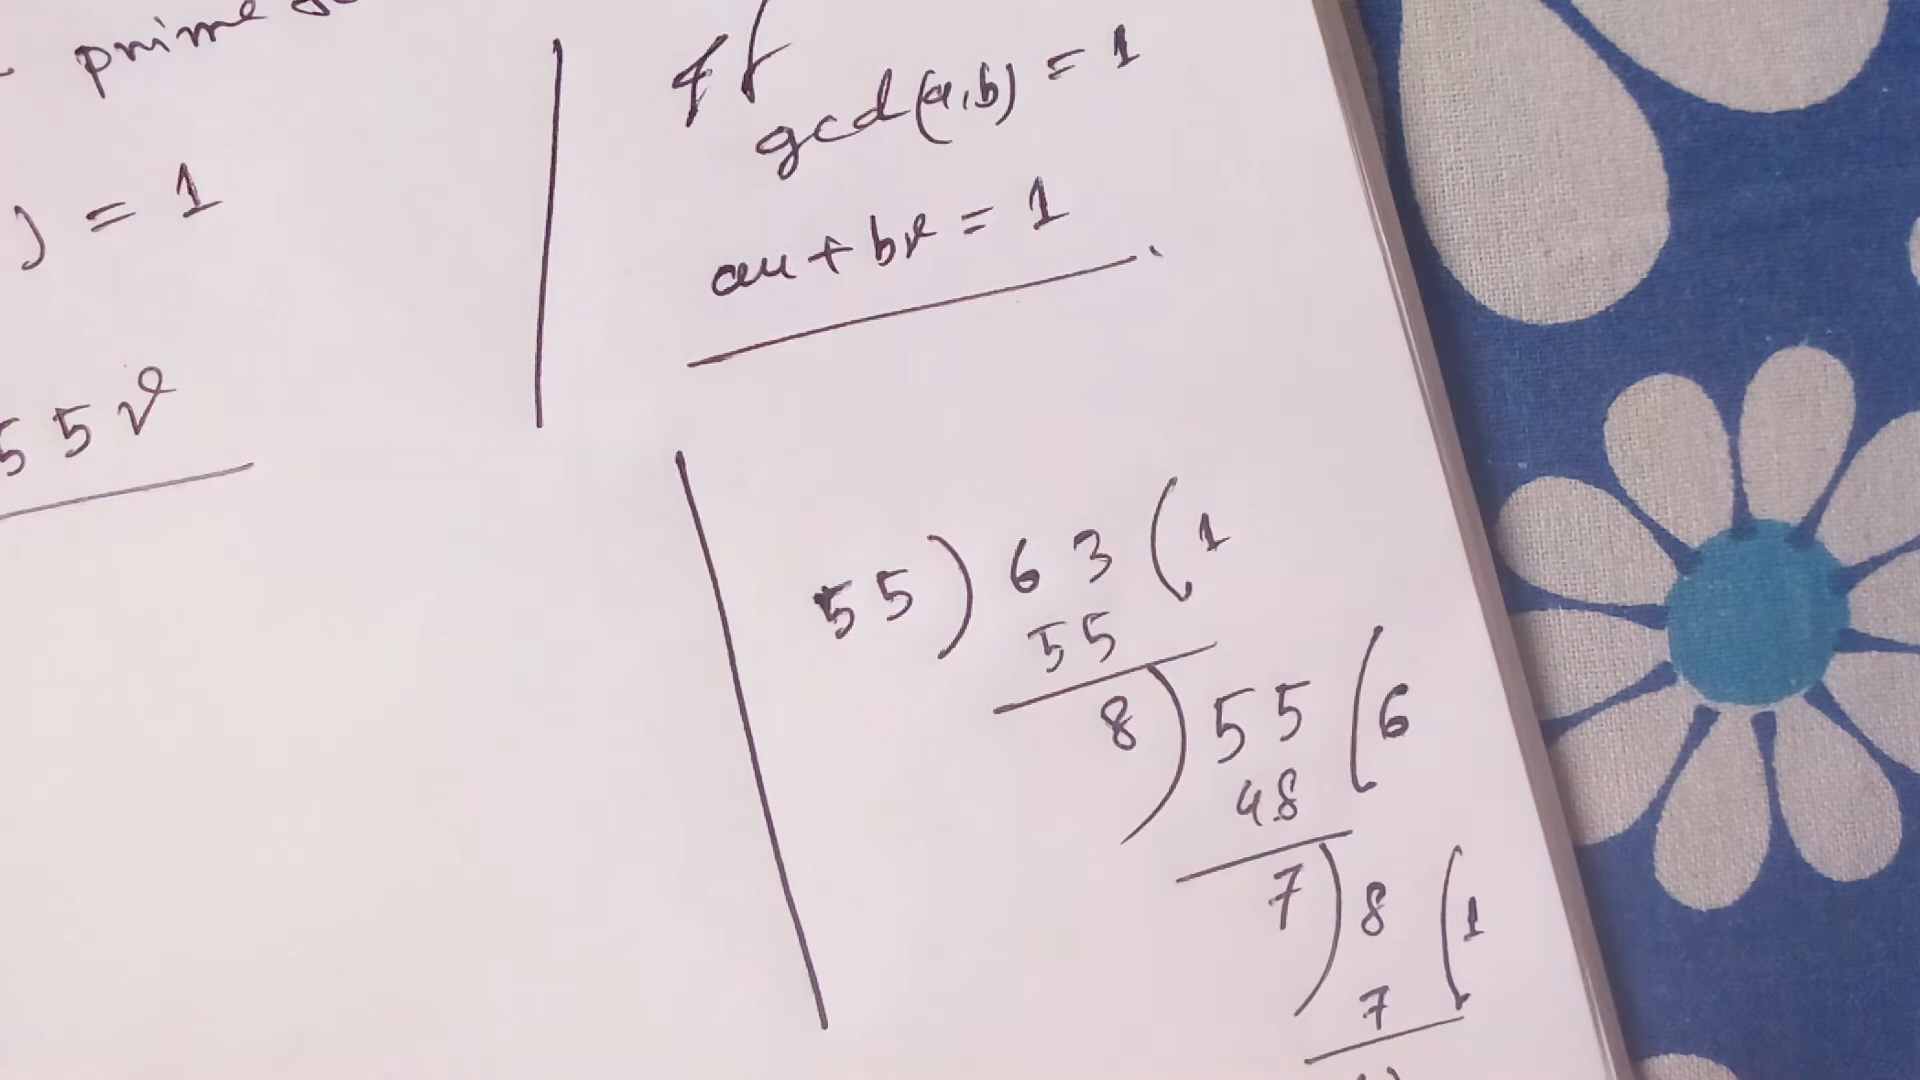 prime
) = 1
55v
If
gcd(a,b) = 1
au + bv = 1
55 ) 63 ( 1
55
8 ) 55 ( 6
48
7 ) 8 ( 1
7